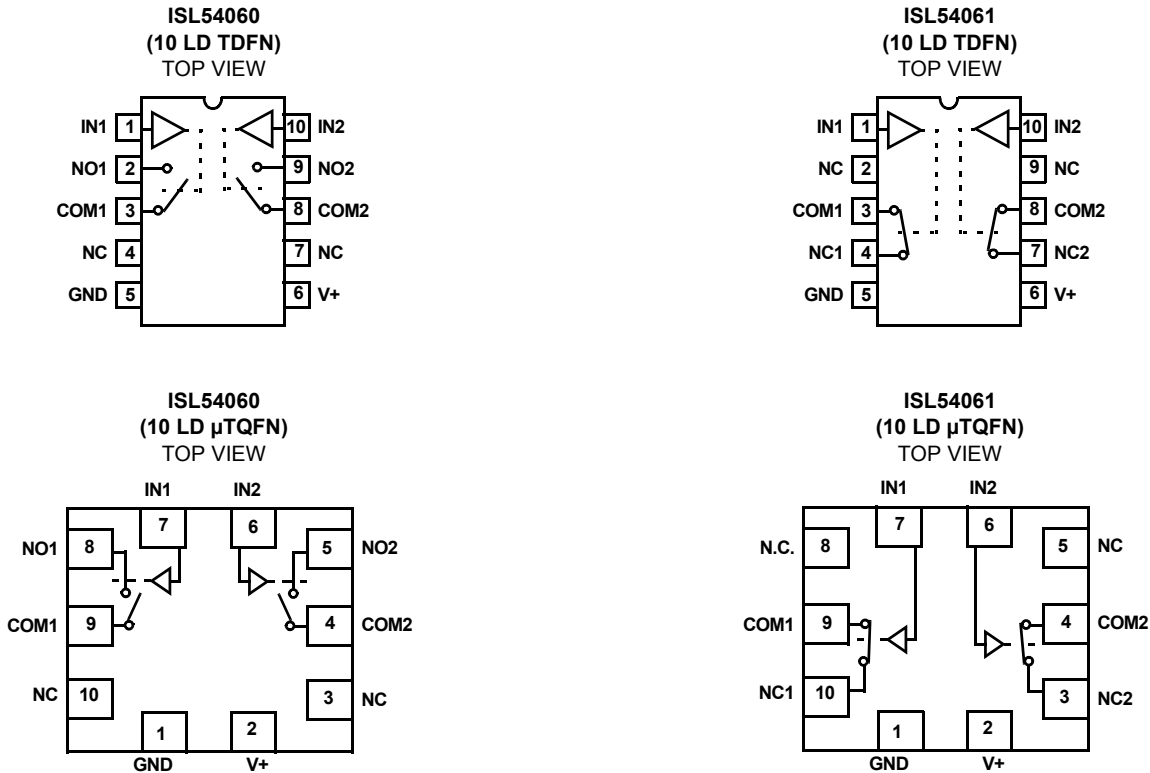 ISL54060
(10 LD TDFN)
TOP VIEW
IN1 1 10 IN2
NO1 2 9 NO2
COM1 3 8 COM2
NC 4 7 NC
GND 5 6 V+
ISL54061
(10 LD TDFN)
TOP VIEW
IN1 1 10 IN2
NC 2 9 NC
COM1 3 8 COM2
NC1 4 7 NC2
GND 5 6 V+
ISL54060
(10 LD µTQFN)
TOP VIEW
IN1 IN2
7 6
NO1 8 5 NO2
COM1 9 4 COM2
NC 10 3 NC
1 2
GND V+
ISL54061
(10 LD µTQFN)
TOP VIEW
IN1 IN2
7 6
N.C. 8 5 NC
COM1 9 4 COM2
NC1 10 3 NC2
1 2
GND V+